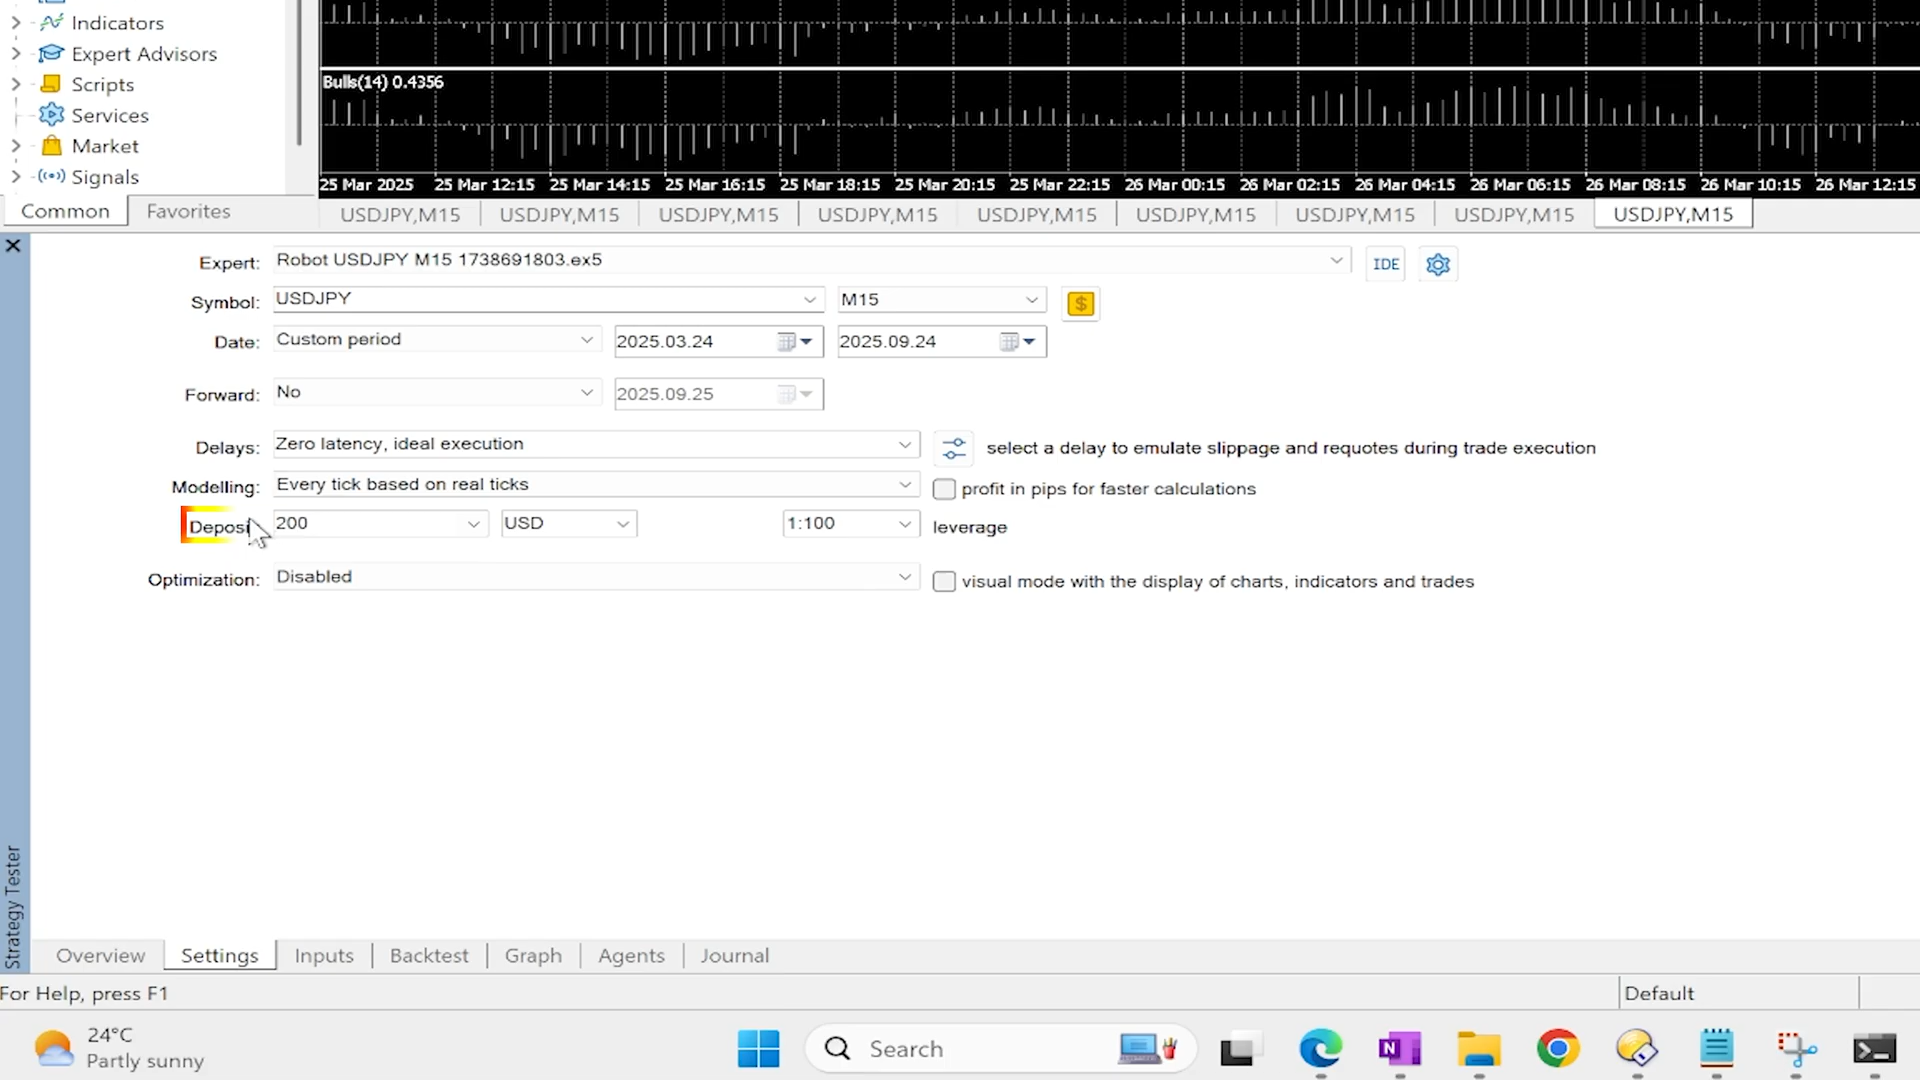 Indicators
Expert Advisors
Scripts
Services
Market
Signals
Common Favorites
Bulls(14) 0.4356
25 Mar 2025 25 Mar 12:15 25 Mar 14:15 25 Mar 16:15 25 Mar 18:15 25 Mar 20:15 25 Mar 22:15 26 Mar 00:15 26 Mar 02:15 26 Mar 04:15 26 Mar 06:15 26 Mar 08:15 26 Mar 10:15 26 Mar 12:15
USDJPY,M15 USDJPY,M15 USDJPY,M15 USDJPY,M15 USDJPY,M15 USDJPY,M15 USDJPY,M15 USDJPY,M15 USDJPY,M15
Expert: Robot USDJPY M15 1738691803.ex5 IDE
Symbol: USDJPY M15 $
Date: Custom period 2025.03.24 2025.09.24
Forward: No 2025.09.25
Delays: Zero latency, ideal execution select a delay to emulate slippage and requotes during trade execution
Modelling: Every tick based on real ticks profit in pips for faster calculations
Deposi 200 USD 1:100 leverage
Optimization: Disabled visual mode with the display of charts, indicators and trades
Strategy Tester
Overview Settings Inputs Backtest Graph Agents Journal
For Help, press F1 Default
24°C
Partly sunny
Search
N